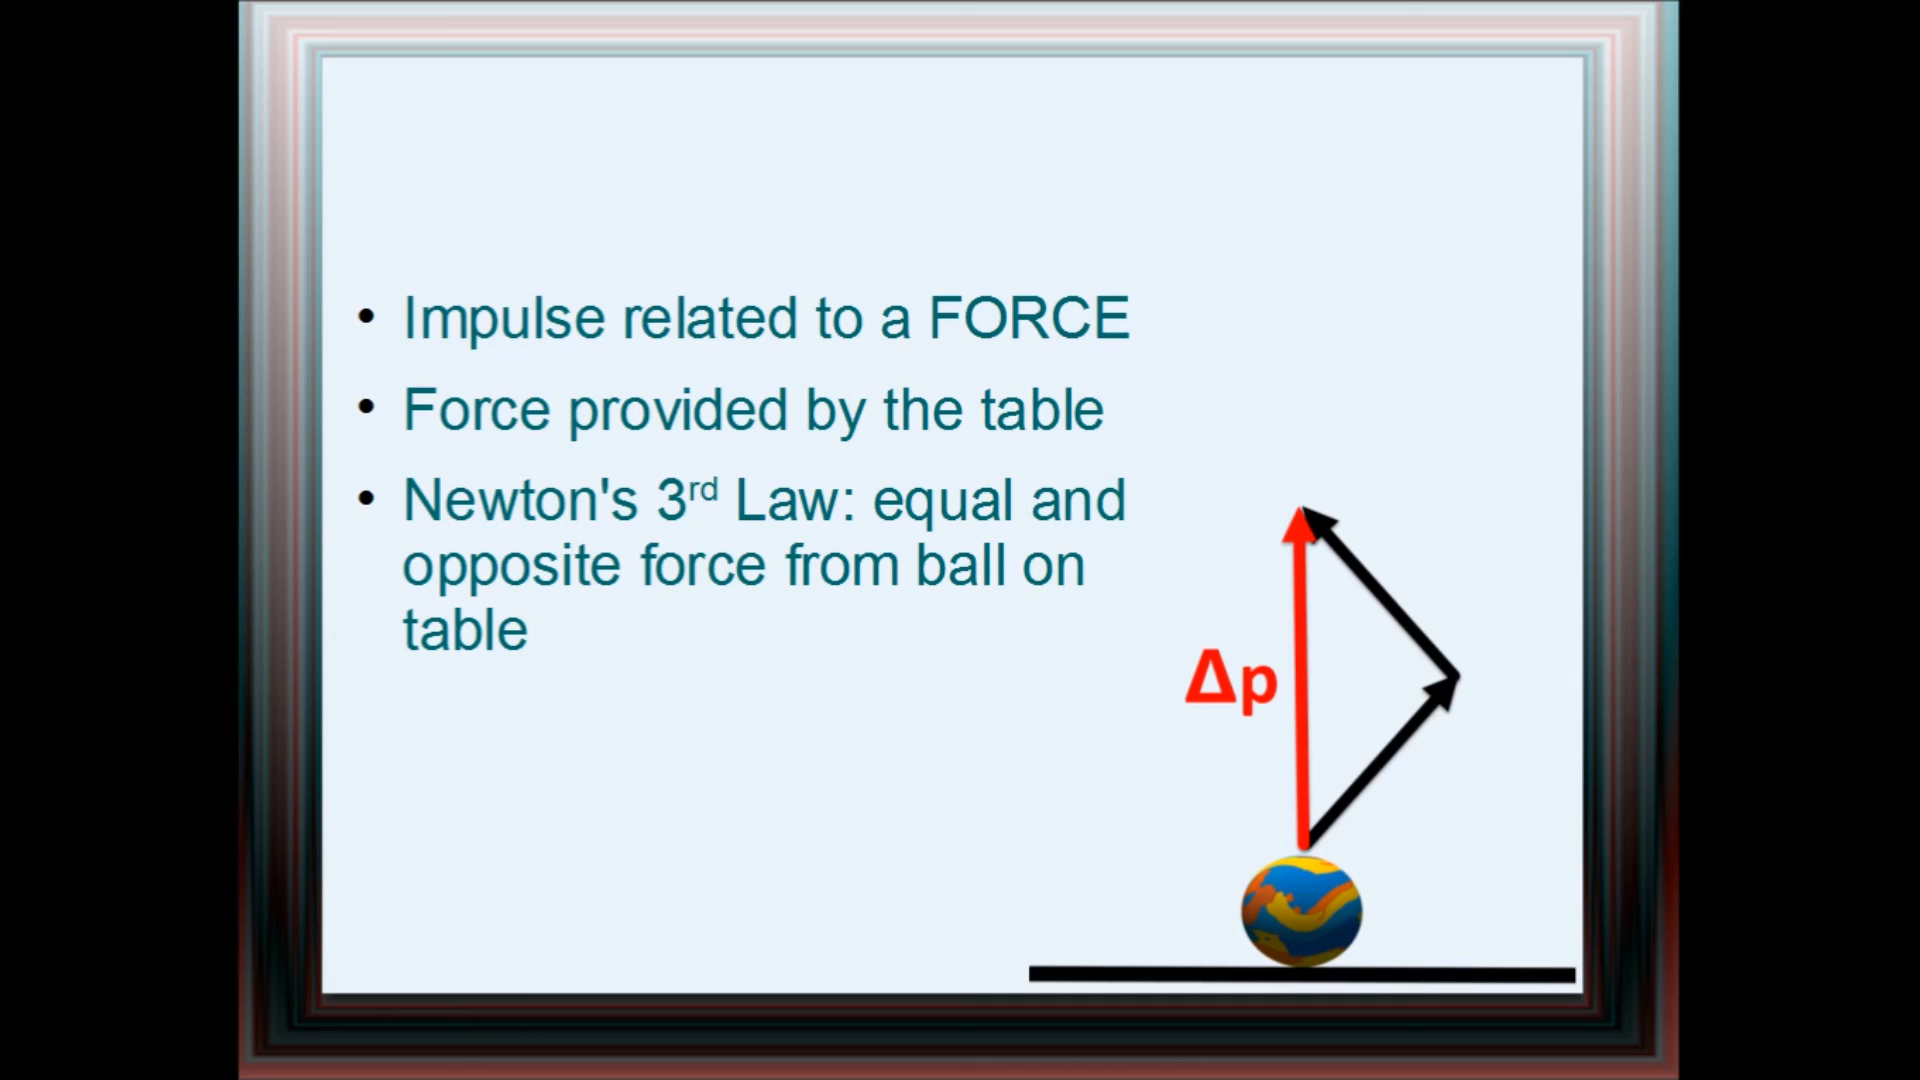 • Impulse related to a FORCE
• Force provided by the table
• Newton's 3rd Law: equal and
opposite force from ball on
table
Δp